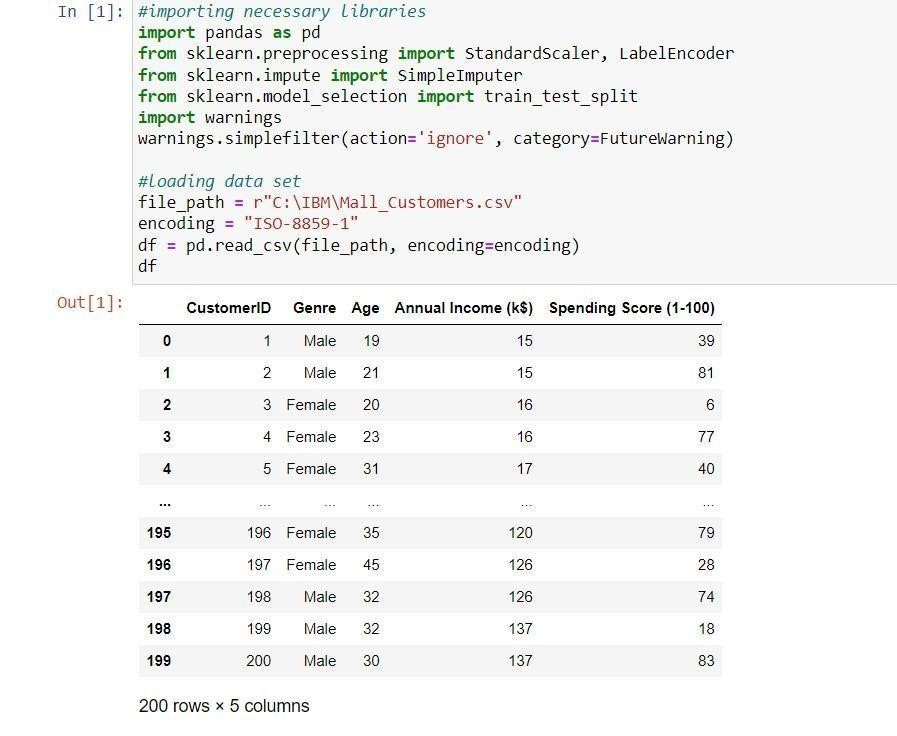 In [1]: #importing necessary libraries
import pandas as pd
from sklearn.preprocessing import StandardScaler, LabelEncoder
from sklearn.impute import SimpleImputer
from sklearn.model_selection import train_test_split
import warnings
warnings.simplefilter(action='ignore', category=FutureWarning)
#loading data set
file_path = r"C:\IBM\Mall_Customers.csv"
encoding = "ISO-8859-1"
df = pd.read_csv(file_path, encoding=encoding)
df
Out[1]:
CustomerID Genre Age Annual Income (k$) Spending Score (1-100)
0 1 Male 19 15 39
1 2 Male 21 15 81
2 3 Female 20 16 6
3 4 Female 23 16 77
4 5 Female 31 17 40
... ... ... ... ... ...
195 196 Female 35 120 79
196 197 Female 45 126 28
197 198 Male 32 126 74
198 199 Male 32 137 18
199 200 Male 30 137 83
200 rows × 5 columns